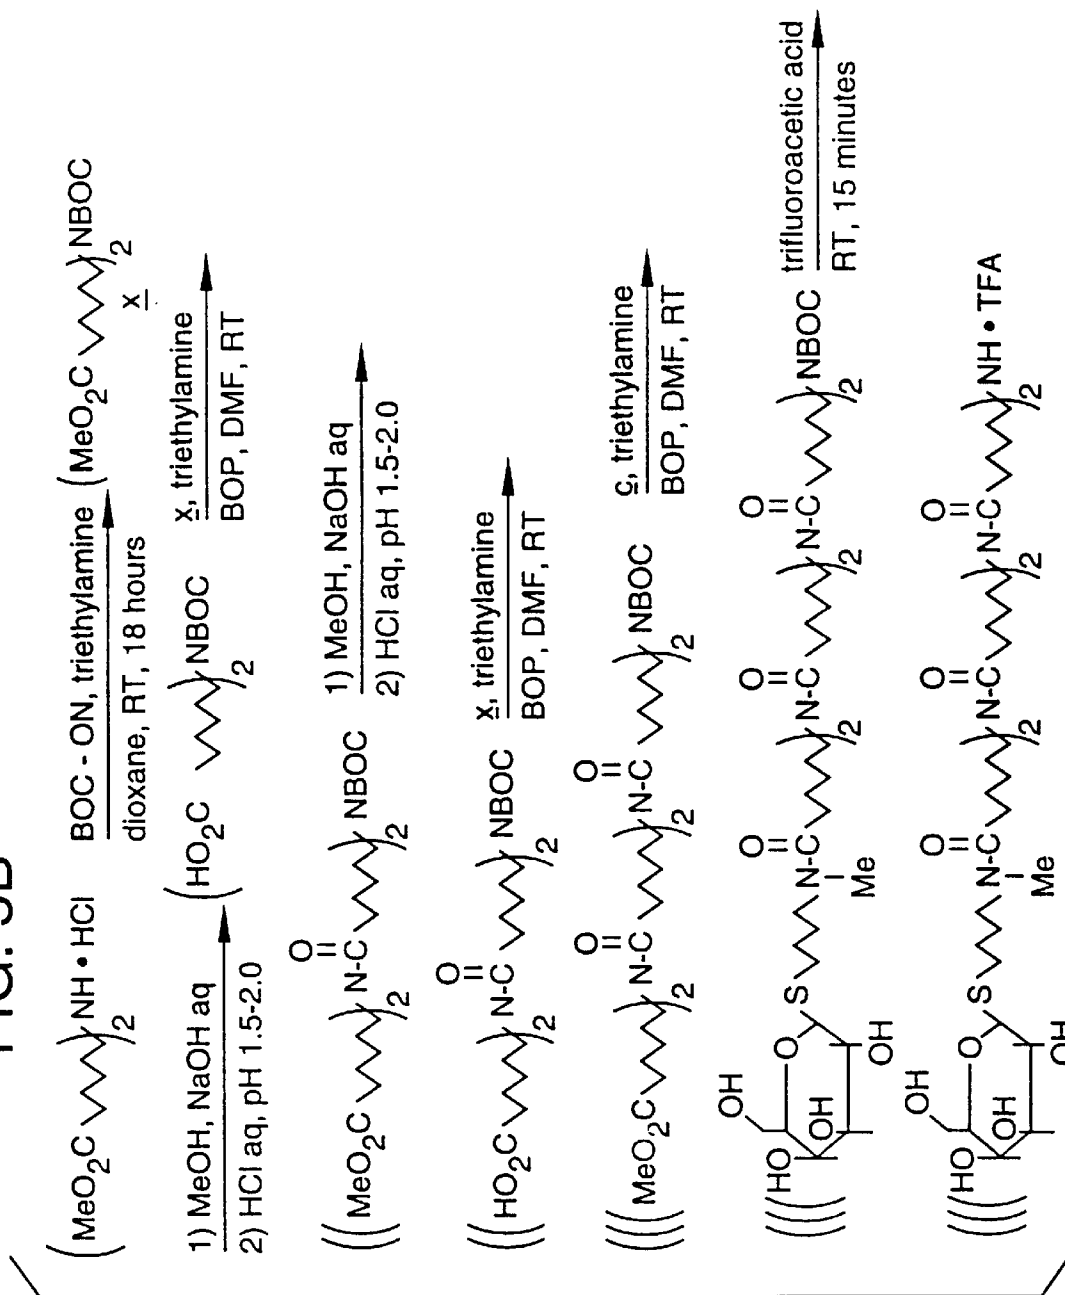 FIG. 3B
(MeO2C )2 NH • HCl BOC - ON, triethylamine dioxane, RT, 18 hours (MeO2C )2 NBOC
x
1) MeOH, NaOH aq
2) HCl aq, pH 1.5-2.0
(HO2C )2 NBOC
x, triethylamine
BOP, DMF, RT
((MeO2C )2 N-C )2 NBOC
O
1) MeOH, NaOH aq
2) HCl aq, pH 1.5-2.0
((HO2C )2 N-C )2 NBOC
O
x, triethylamine
BOP, DMF, RT
(((MeO2C )2 N-C )2 N-C )2 NBOC
O O
c, triethylamine
BOP, DMF, RT
(((HO OH OH OH O S N-C )2 N-C )2 N-C )2 NBOC
Me O O O
trifluoroacetic acid
RT, 15 minutes
(((HO OH OH OH O S N-C )2 N-C )2 N-C )2 NH • TFA
Me O O O